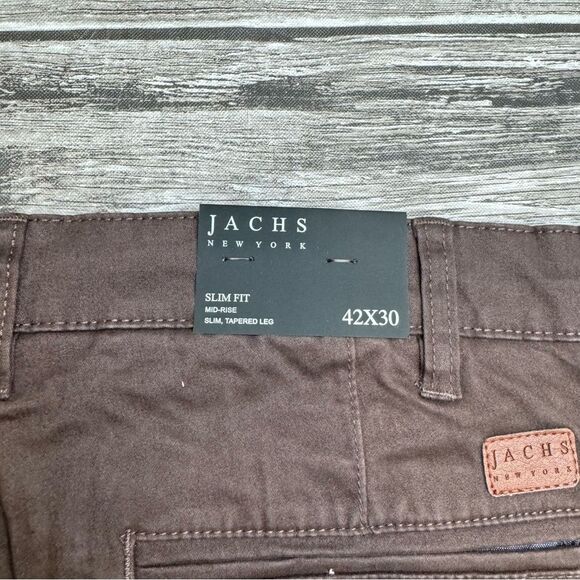 JACHS
NEW YORK
SLIM FIT
MID-RISE
SLIM, TAPERED LEG
42X30
JACHS
NEW YORK